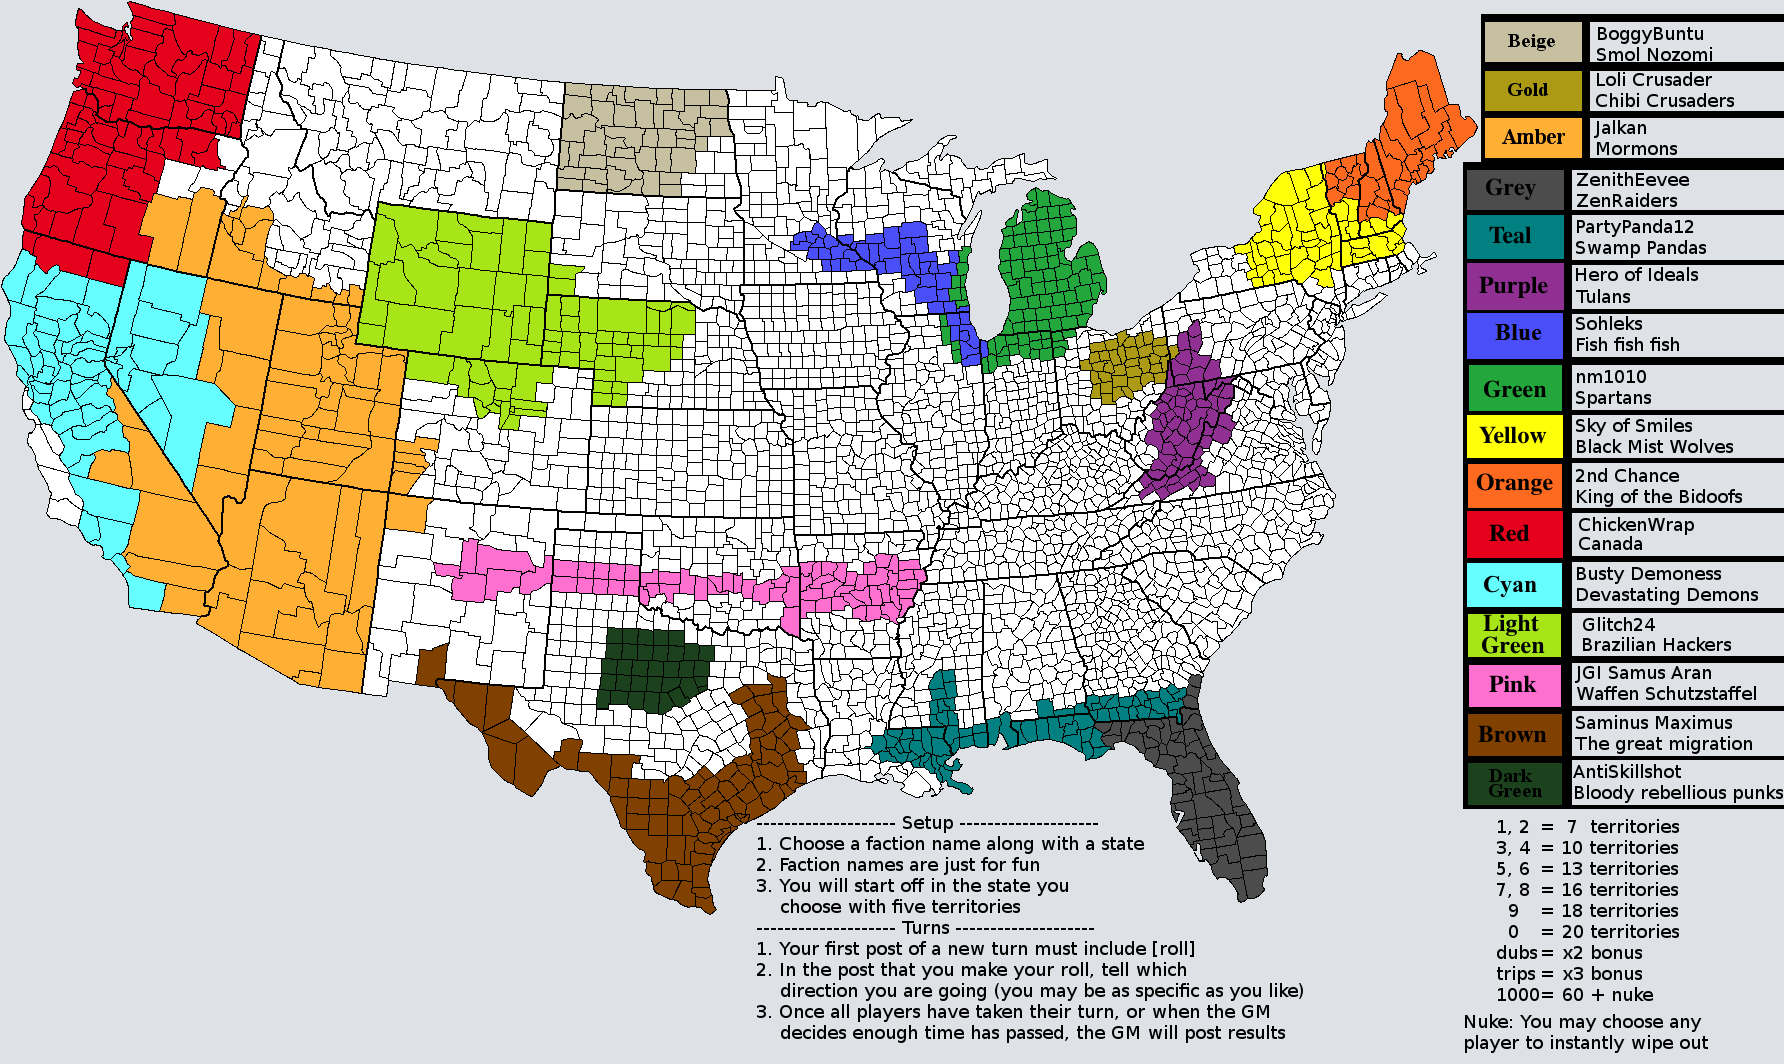 Beige
BoggyBuntu
Smol Nozomi
Gold
Loli Crusader
Chibi Crusaders
Amber
Jalkan
Mormons
Grey
ZenithEevee
ZenRaiders
Teal
PartyPanda12
Swamp Pandas
Purple
Hero of Ideals
Tulans
Blue
Sohleks
Fish fish fish
Green
nm1010
Spartans
Yellow
Sky of Smiles
Black Mist Wolves
Orange
2nd Chance
King of the Bidoofs
Red
ChickenWrap
Canada
Cyan
Busty Demoness
Devastating Demons
Light
Green
Glitch24
Brazilian Hackers
Pink
JGI Samus Aran
Waffen Schutzstaffel
Brown
Saminus Maximus
The great migration
Dark
Green
AntiSkillshot
Bloody rebellious punks
-------------------- Setup --------------------
1. Choose a faction name along with a state
2. Faction names are just for fun
3. You will start off in the state you
choose with five territories
-------------------- Turns --------------------
1. Your first post of a new turn must include [roll]
2. In the post that you make your roll, tell which
direction you are going (you may be as specific as you like)
3. Once all players have taken their turn, or when the GM
decides enough time has passed, the GM will post results
1, 2 = 7 territories
3, 4 = 10 territories
5, 6 = 13 territories
7, 8 = 16 territories
9 = 18 territories
0 = 20 territories
dubs= x2 bonus
trips = x3 bonus
1000= 60 + nuke
Nuke: You may choose any
player to instantly wipe out